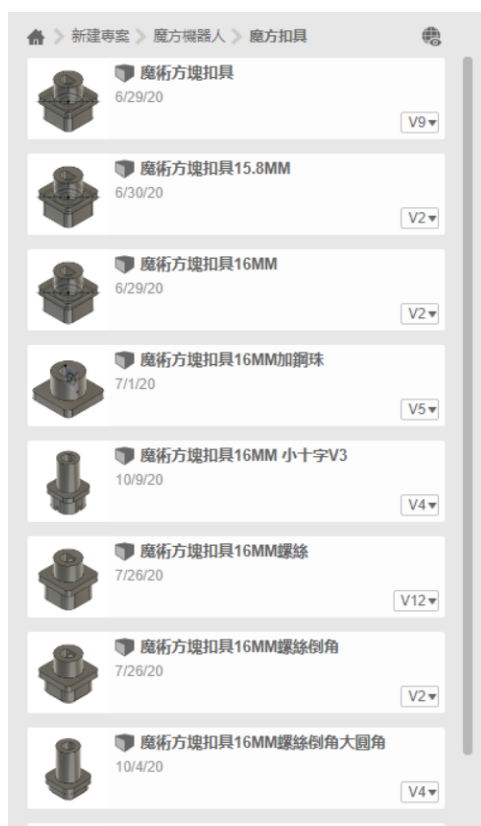 新建專案 魔方機器人 魔方扣具
魔術方塊扣具
6/29/20
V9
魔術方塊扣具15.8MM
6/30/20
V2
魔術方塊扣具16MM
6/29/20
V2
魔術方塊扣具16MM加鋼珠
7/1/20
V5
魔術方塊扣具16MM 小十字V3
10/9/20
V4
魔術方塊扣具16MM螺絲
7/26/20
V12
魔術方塊扣具16MM螺絲倒角
7/26/20
V2
魔術方塊扣具16MM螺絲倒角大圓角
10/4/20
V4